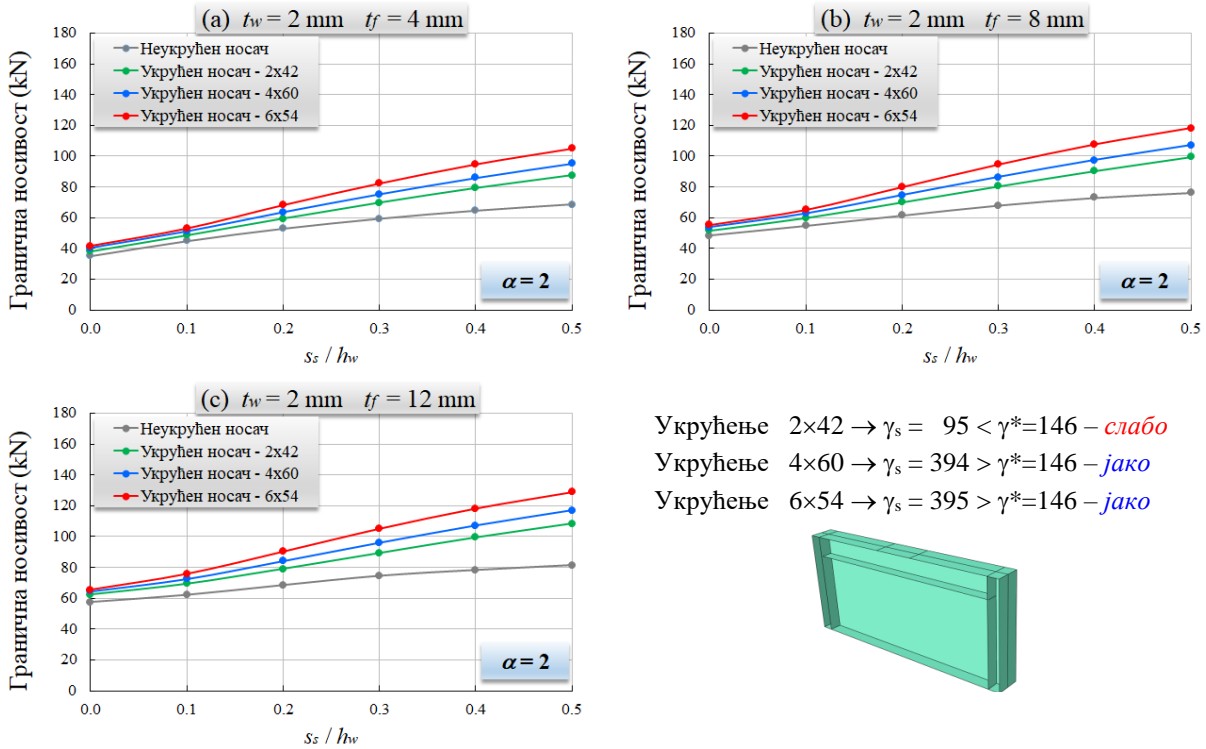 (a) tw = 2 mm tf = 4 mm
Гранична носивост (kN)
180
160
140
120
100
80
60
40
20
0
Неукрућен носач
Укрућен носач - 2x42
Укрућен носач - 4x60
Укрућен носач - 6x54
α = 2
0.0 0.1 0.2 0.3 0.4 0.5
ss / hw
(b) tw = 2 mm tf = 8 mm
Гранична носивост (kN)
180
160
140
120
100
80
60
40
20
0
Неукрућен носач
Укрућен носач - 2x42
Укрућен носач - 4x60
Укрућен носач - 6x54
α = 2
0.0 0.1 0.2 0.3 0.4 0.5
ss / hw
(c) tw = 2 mm tf = 12 mm
Гранична носивост (kN)
180
160
140
120
100
80
60
40
20
0
Неукрућен носач
Укрућен носач - 2x42
Укрућен носач - 4x60
Укрућен носач - 6x54
α = 2
0.0 0.1 0.2 0.3 0.4 0.5
ss / hw
Укрућење 2×42 → γs = 95 < γ*=146 – слабо
Укрућење 4×60 → γs = 394 > γ*=146 – јако
Укрућење 6×54 → γs = 395 > γ*=146 – јако